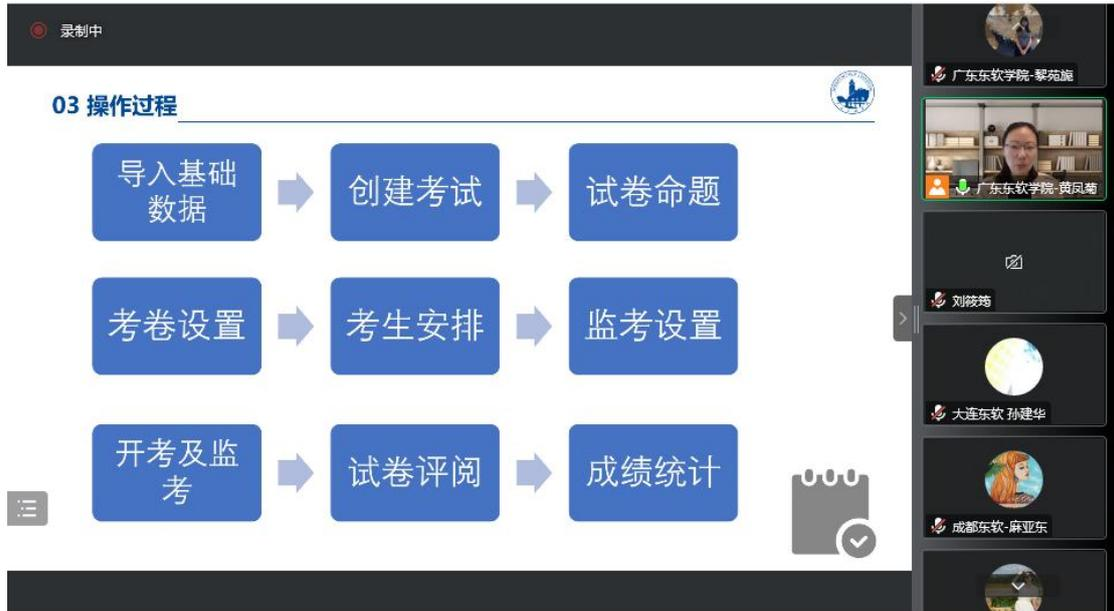 录制中
03 操作过程
导入基础
数据
创建考试
试卷命题
考卷设置
考生安排
监考设置
开考及监
考
试卷评阅
成绩统计
广东东软学院-黎苑旎
广东东软学院-黄凤菊
刘筱筠
大连东软 孙建华
成都东软-麻亚东